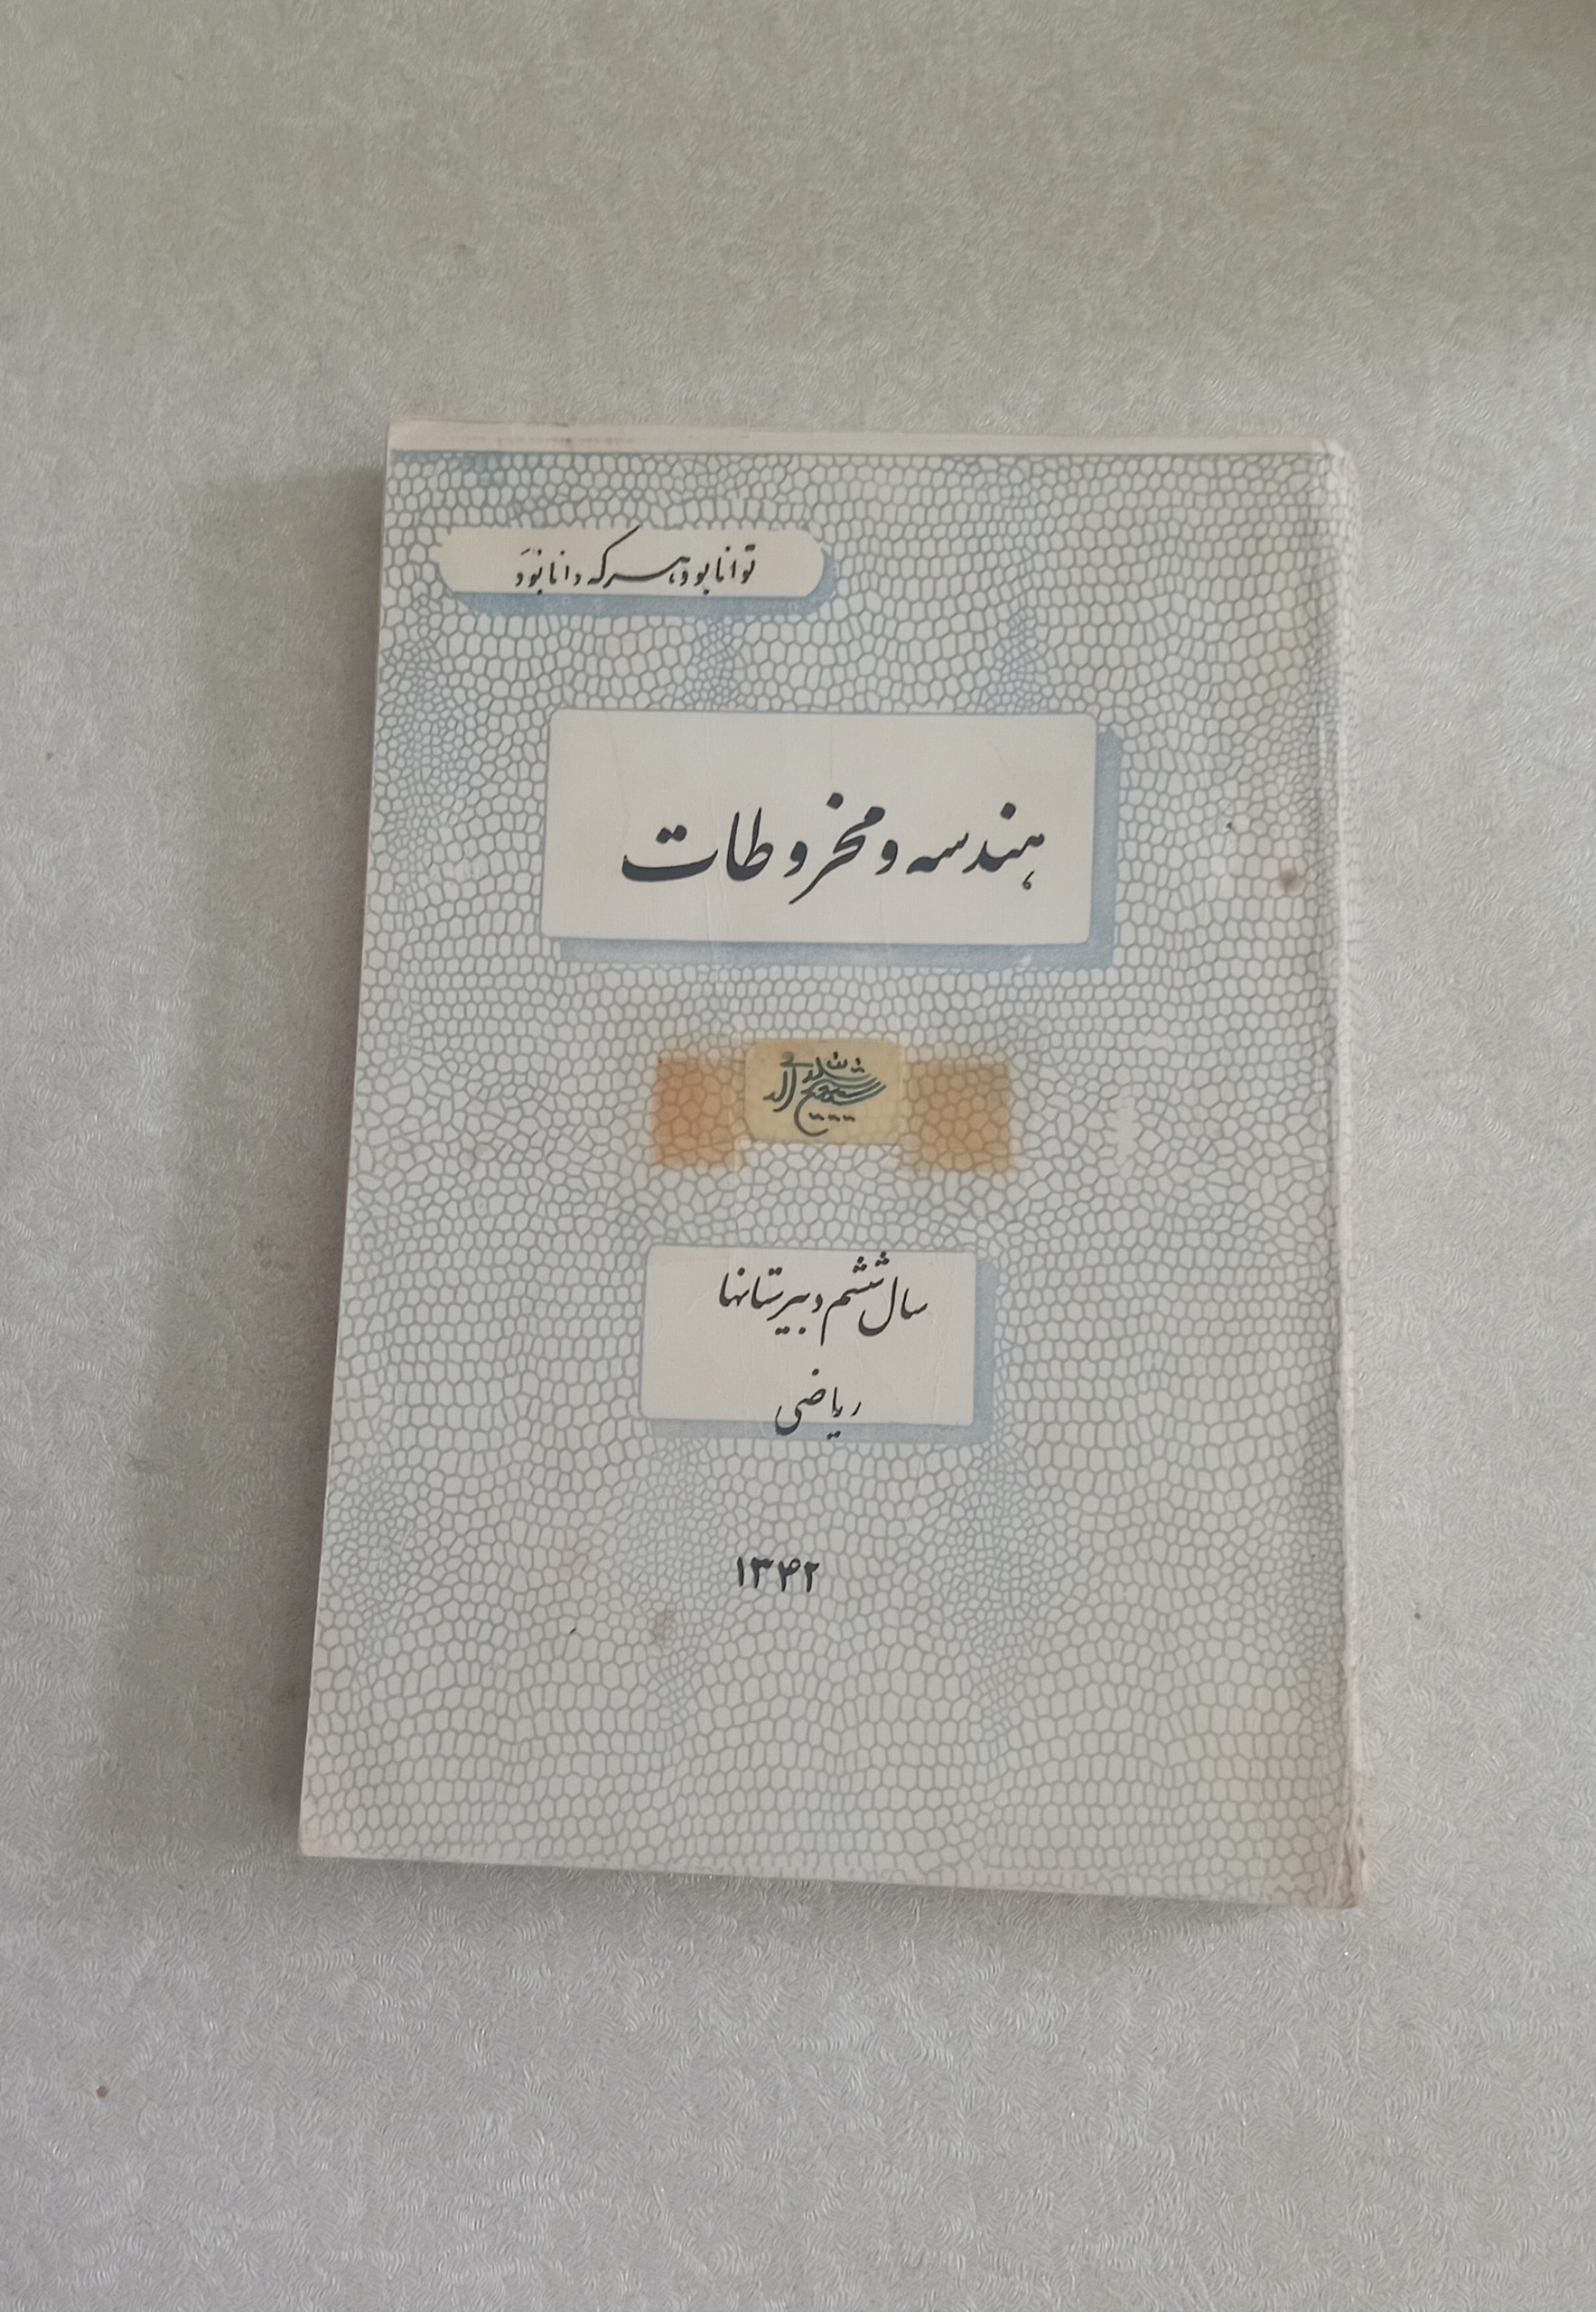 توانا بود هر که دانا بود
هندسه و مخروطات
سال ششم دبیرستانها
ریاضی
۱۳۴۲